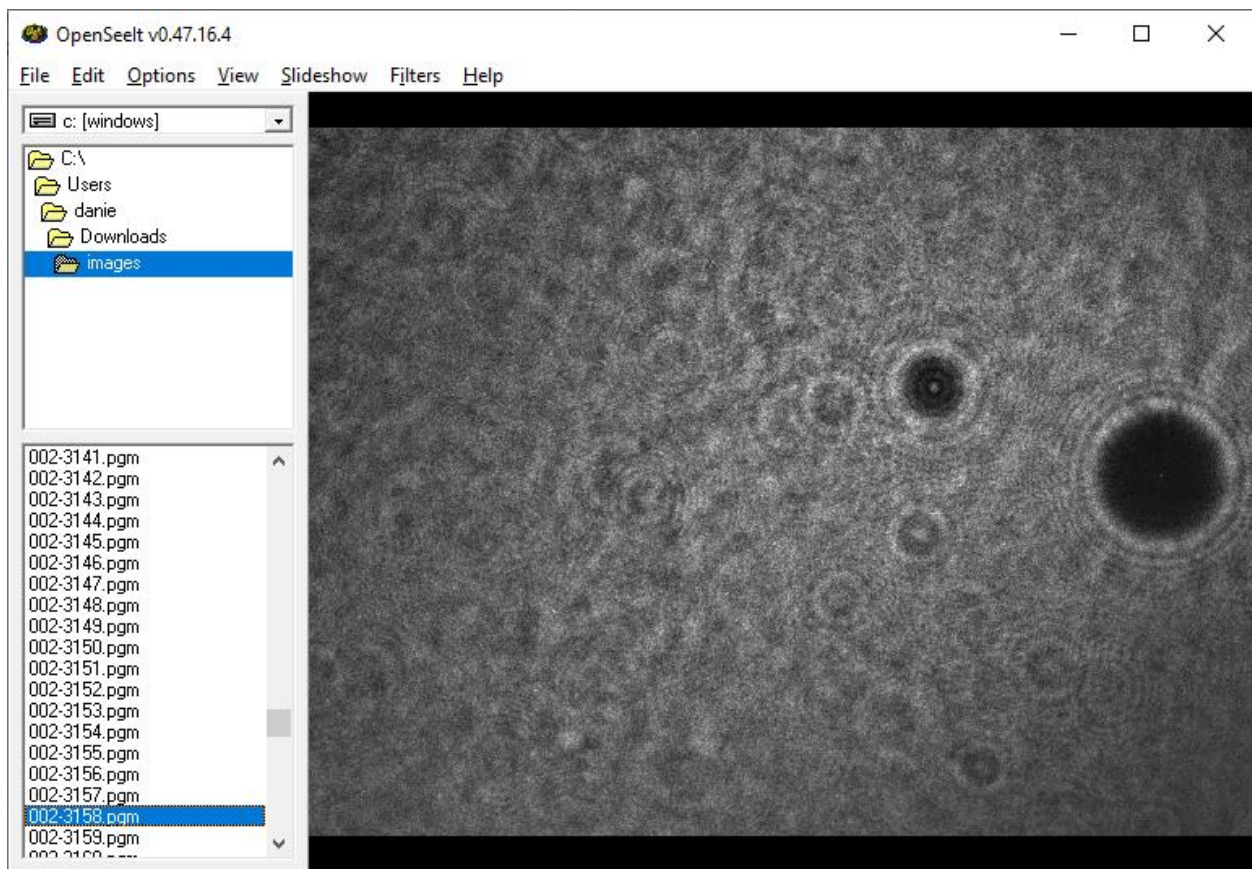 OpenSeeIt v0.47.16.4
File Edit Options View Slideshow Filters Help
c: [windows]
C:\
Users
danie
Downloads
images
002-3141.pgm
002-3142.pgm
002-3143.pgm
002-3144.pgm
002-3145.pgm
002-3146.pgm
002-3147.pgm
002-3148.pgm
002-3149.pgm
002-3150.pgm
002-3151.pgm
002-3152.pgm
002-3153.pgm
002-3154.pgm
002-3155.pgm
002-3156.pgm
002-3157.pgm
002-3158.pgm
002-3159.pgm